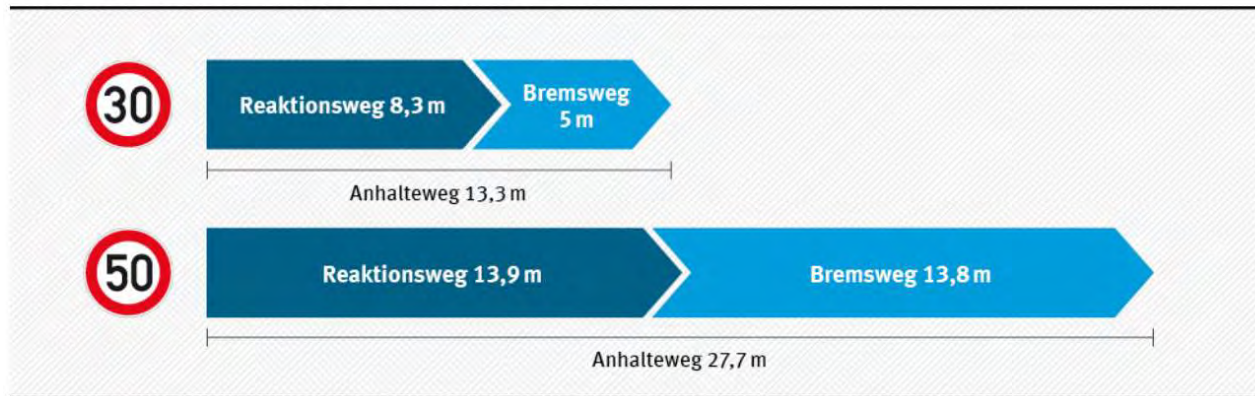 30
Reaktionsweg 8,3 m
Bremsweg
5 m
Anhalteweg 13,3 m
50
Reaktionsweg 13,9 m
Bremsweg 13,8 m
Anhalteweg 27,7 m